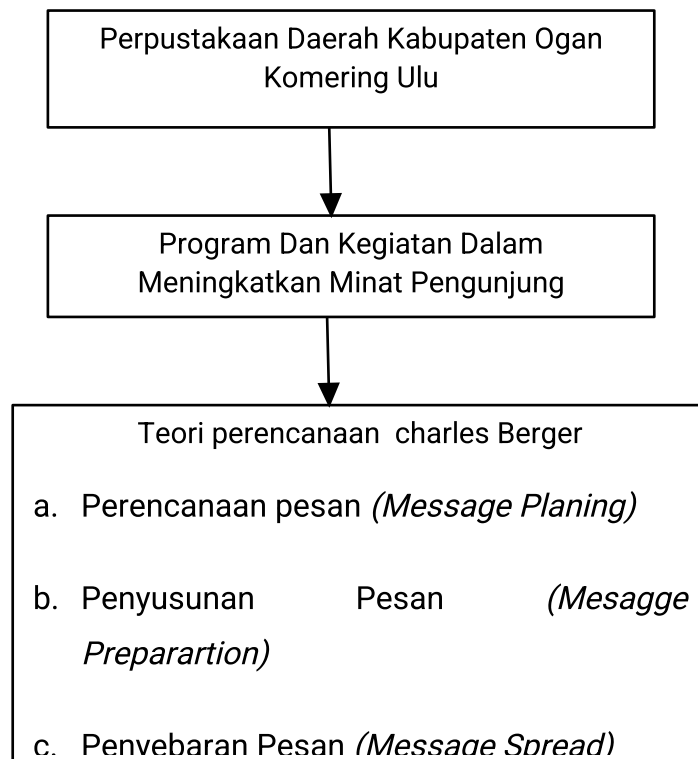 Perpustakaan Daerah Kabupaten Ogan
Komering Ulu
Program Dan Kegiatan Dalam
Meningkatkan Minat Pengunjung
Teori perencanaan charles Berger
a. Perencanaan pesan (Message Planing)
b. Penyusunan Pesan (Mesagge
Preparartion)
c. Penyebaran Pesan (Message Spread)